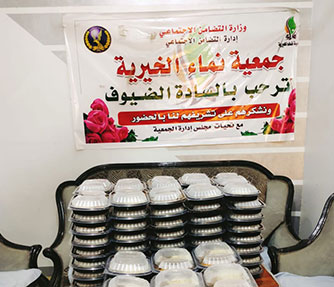 وزارة التضامن الاجتماعي
إدارة التضامن الاجتماعي
جمعية نماء الخيرية
ترحب بالسادة الضيوف
ونشكرهم على تشريفهم لنا بالحضور
مع تحيات مجلس إدارة الجمعية